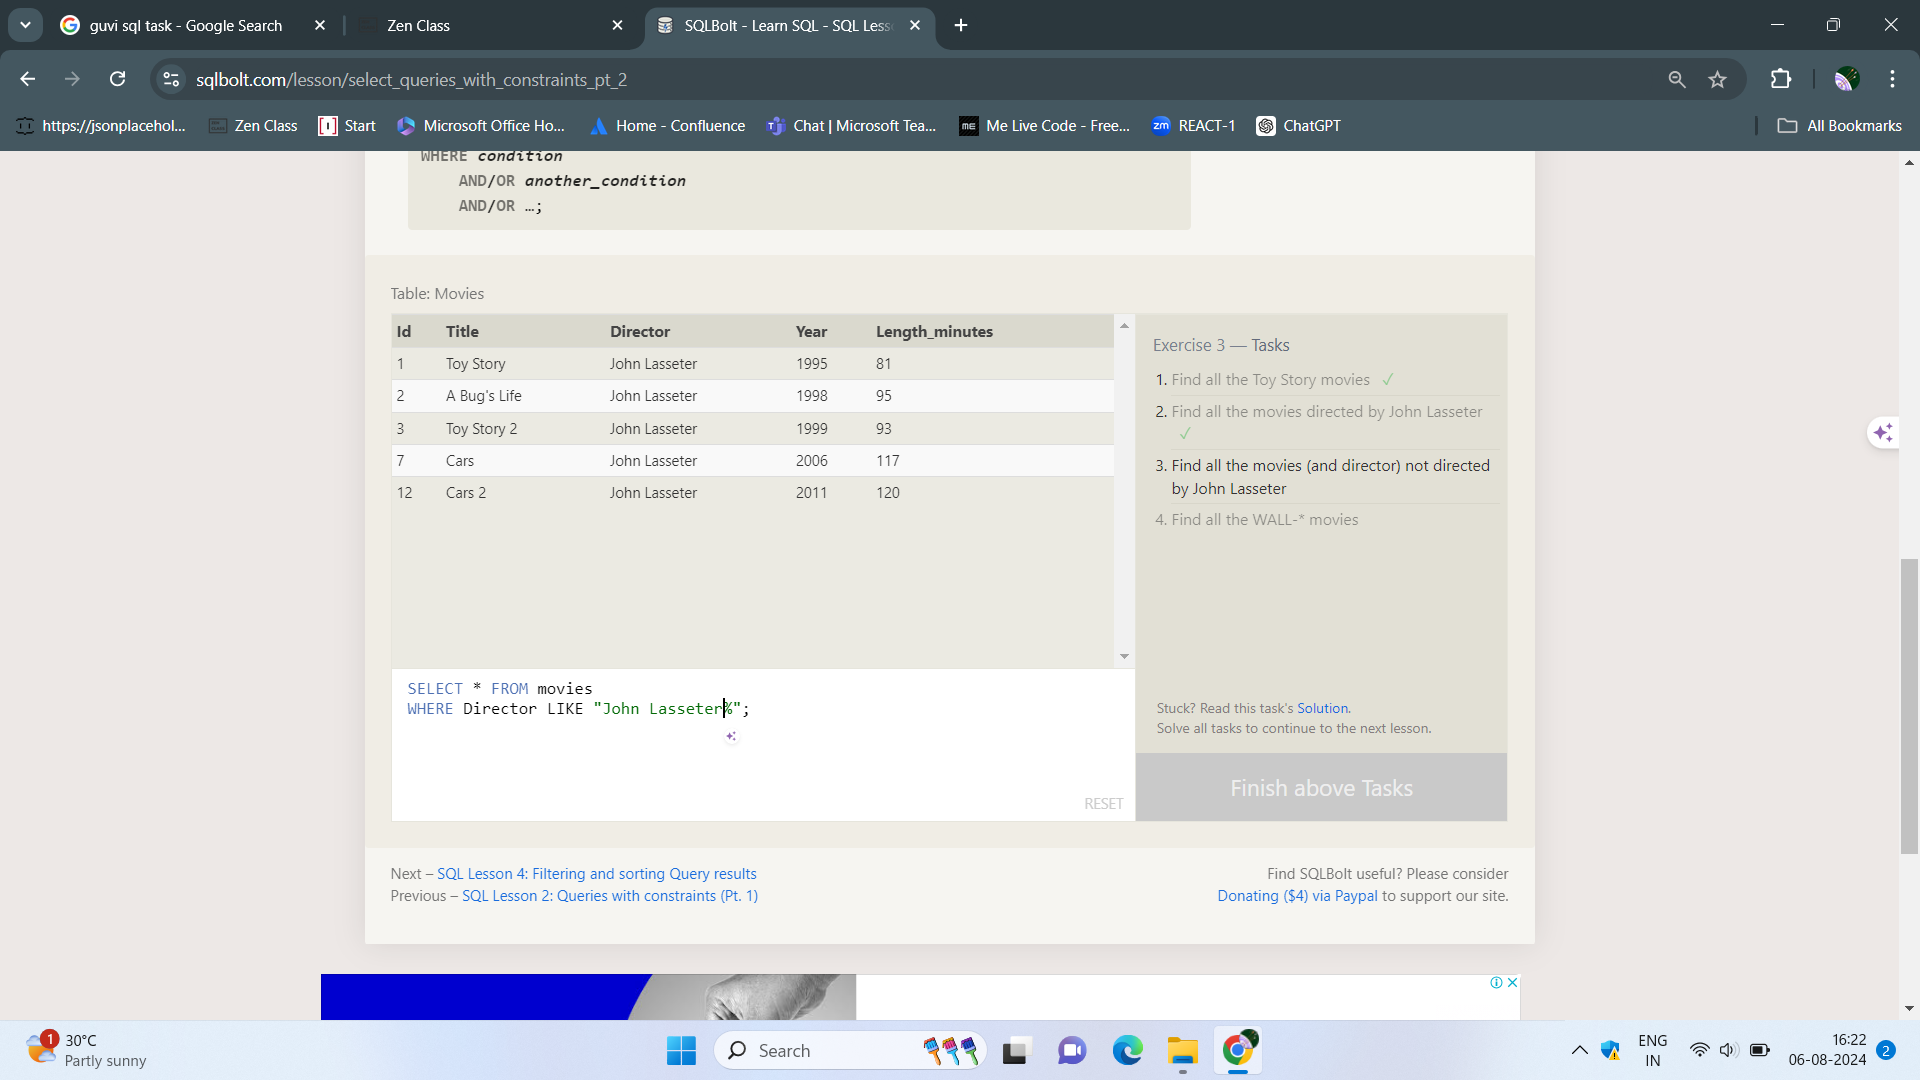 guvi sql task - Google Search
Zen Class
SQLBolt - Learn SQL - SQL Less
sqlbolt.com/lesson/select_queries_with_constraints_pt_2
https://jsonplacehol...
Zen Class
Start
Microsoft Office Ho...
Home - Confluence
Chat | Microsoft Tea...
Me Live Code - Free...
REACT-1
ChatGPT
All Bookmarks
WHERE condition
AND/OR another_condition
AND/OR …;
Table: Movies
Id Title Director Year Length_minutes
1 Toy Story John Lasseter 1995 81
2 A Bug's Life John Lasseter 1998 95
3 Toy Story 2 John Lasseter 1999 93
7 Cars John Lasseter 2006 117
12 Cars 2 John Lasseter 2011 120
Exercise 3 — Tasks
1. Find all the Toy Story movies ✓
2. Find all the movies directed by John Lasseter
✓
3. Find all the movies (and director) not directed
by John Lasseter
4. Find all the WALL-* movies
SELECT * FROM movies
WHERE Director LIKE "John Lasseter%";
RESET
Stuck? Read this task's Solution.
Solve all tasks to continue to the next lesson.
Finish above Tasks
Next – SQL Lesson 4: Filtering and sorting Query results
Previous – SQL Lesson 2: Queries with constraints (Pt. 1)
Find SQLBolt useful? Please consider
Donating ($4) via Paypal to support our site.
1
30°C
Partly sunny
Search
ENG
IN
16:22
06-08-2024
2